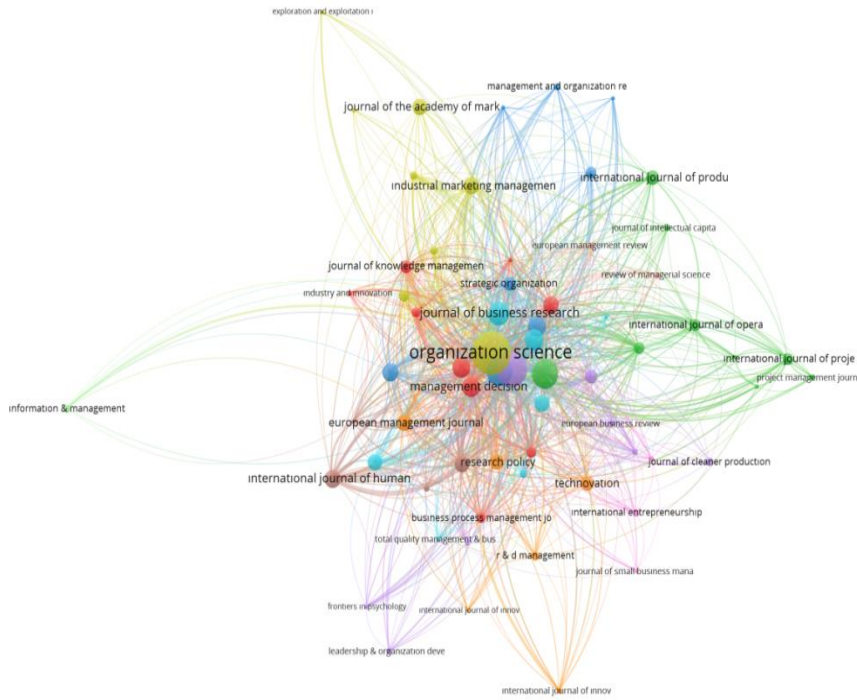 exploration and exploitation i
management and organization re
journal of the academy of mark
international journal of produ
industrial marketing managemen
journal of intellectual capita
european management review
journal of knowledge managemen
review of managerial science
strategic organization
industry and innovation
journal of business research
international journal of opera
organization science
international journal of proje
project management journ
management decision
information & management
european management journal
european business review
research policy
journal of cleaner production
international journal of human
technovation
international entrepreneurship
business process management jo
total quality management & bus
r & d management
journal of small business mana
frontiers in psychology
international journal of innov
leadership & organization deve
international journal of innov